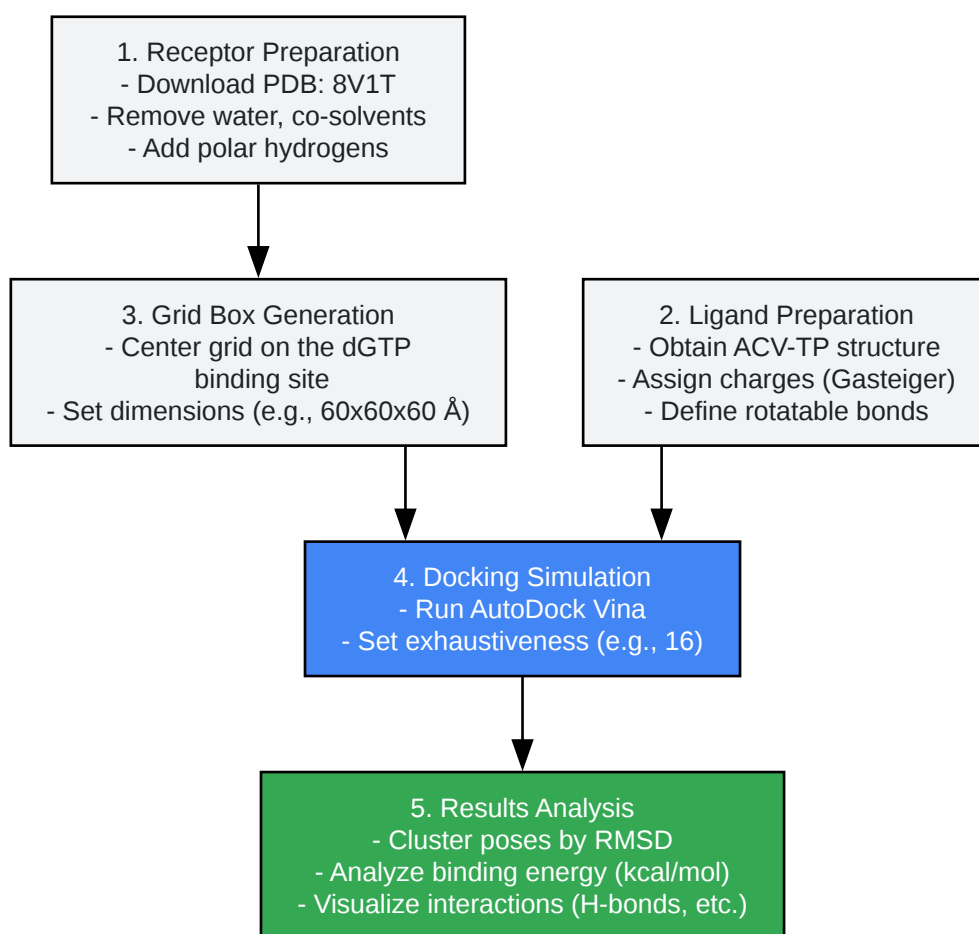 1. Receptor Preparation
- Download PDB: 8V1T
- Remove water, co-solvents
- Add polar hydrogens
3. Grid Box Generation
- Center grid on the dGTP
binding site
- Set dimensions (e.g., 60x60x60 Å)
2. Ligand Preparation
- Obtain ACV-TP structure
- Assign charges (Gasteiger)
- Define rotatable bonds
4. Docking Simulation
- Run AutoDock Vina
- Set exhaustiveness (e.g., 16)
5. Results Analysis
- Cluster poses by RMSD
- Analyze binding energy (kcal/mol)
- Visualize interactions (H-bonds, etc.)